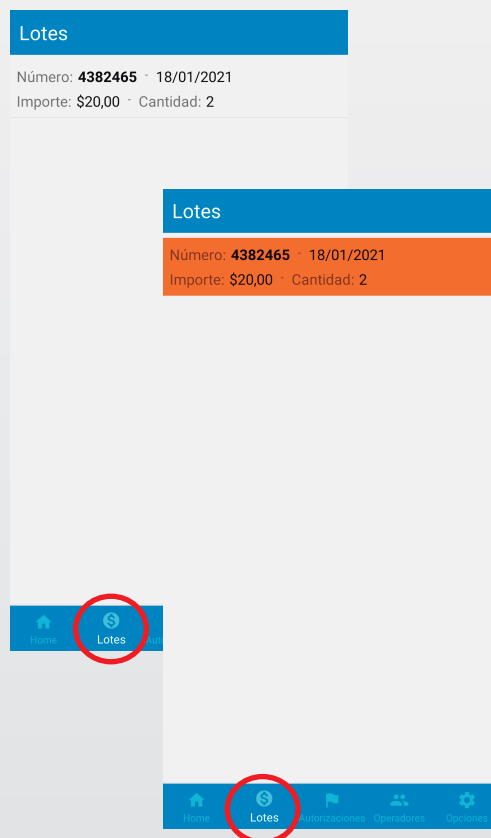 Lotes
Número: 4382465 - 18/01/2021
Importe: $20,00 - Cantidad: 2
Home Lotes
Lotes
Número: 4382465 - 18/01/2021
Importe: $20,00 - Cantidad: 2
Home Lotes Autorizaciones Operadores Opciones